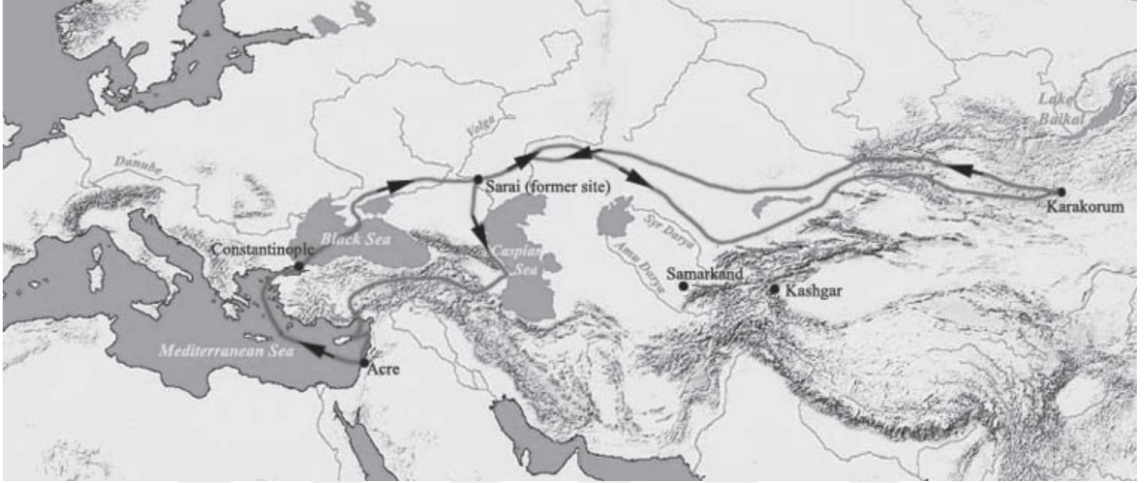 Lake
Baikal
Volga
Danube
Sarai (former site)
Karakorum
Constantinople
Black Sea
Syr Darya
Amu Darya
Caspian
Sea
Samarkand
Kashgar
Mediterranean Sea
Acre